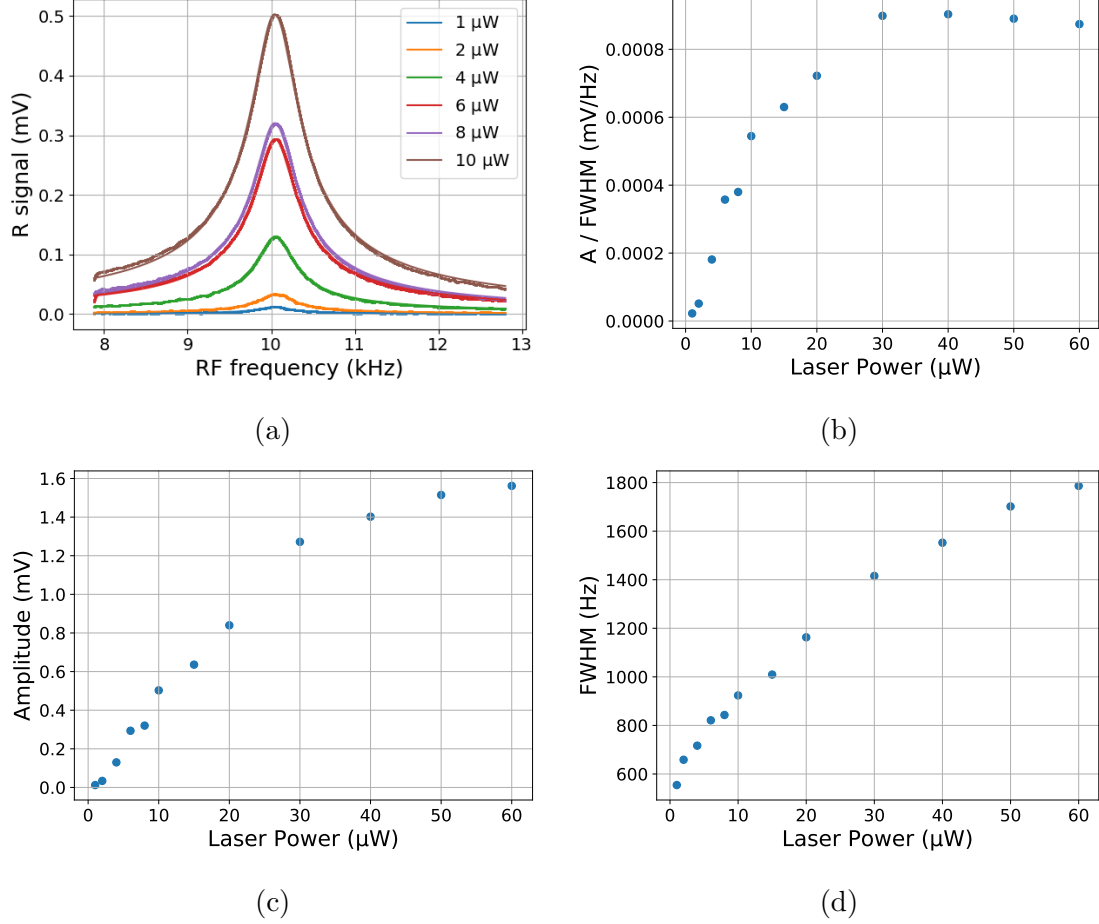 R signal (mV)
0.5
0.4
0.3
0.2
0.1
0.0
1 μW
2 μW
4 μW
6 μW
8 μW
10 μW
8 9 10 11 12 13
RF frequency (kHz)
(a)
A / FWHM (mV/Hz)
0.0008
0.0006
0.0004
0.0002
0.0000
0 10 20 30 40 50 60
Laser Power (μW)
(b)
Amplitude (mV)
1.6
1.4
1.2
1.0
0.8
0.6
0.4
0.2
0.0
0 10 20 30 40 50 60
Laser Power (μW)
(c)
FWHM (Hz)
1800
1600
1400
1200
1000
800
600
0 10 20 30 40 50 60
Laser Power (μW)
(d)